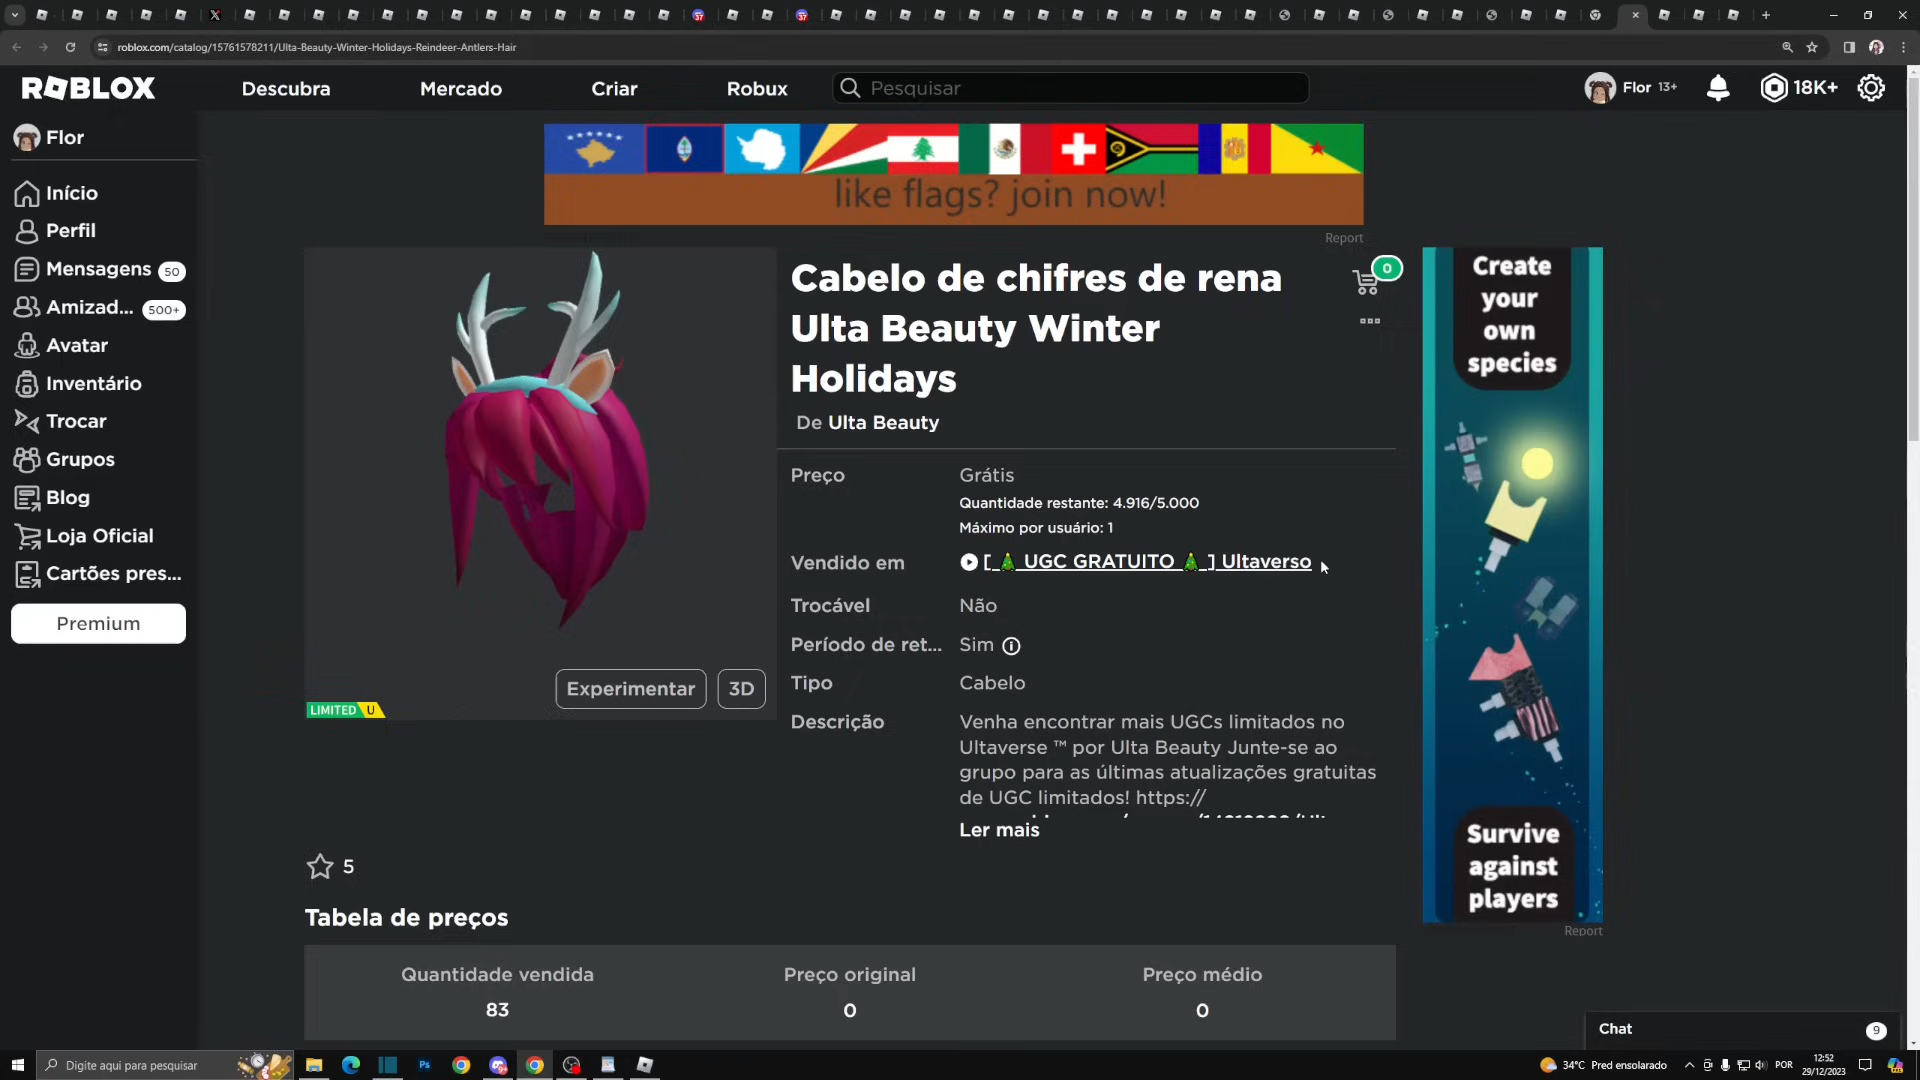 roblox.com/catalog/15761578211/Ulta-Beauty-Winter-Holidays-Reindeer-Antlers-Hair
ROBLOX
Descubra
Mercado
Criar
Robux
Pesquisar
Flor 13+
18K+
Flor
Início
Perfil
Mensagens 50
Amizad... 500+
Avatar
Inventário
Trocar
Grupos
Blog
Loja Oficial
Cartões pres...
Premium
like flags? join now!
Report
Cabelo de chifres de rena
Ulta Beauty Winter
Holidays
De Ulta Beauty
0
Preço
Grátis
Quantidade restante: 4.916/5.000
Máximo por usuário: 1
Vendido em
[ 🎄 UGC GRATUITO 🎄 ] Ultaverso
Trocável
Não
Período de ret...
Sim
Tipo
Cabelo
Descrição
Venha encontrar mais UGCs limitados no
Ultaverse ™ por Ulta Beauty Junte-se ao
grupo para as últimas atualizações gratuitas
de UGC limitados! https://
Ler mais
Experimentar
3D
LIMITED U
5
Tabela de preços
Quantidade vendida
83
Preço original
0
Preço médio
0
Create
your
own
species
Survive
against
players
Report
Chat
9
Digite aqui para pesquisar
34°C Pred ensolarado
POR
12:52
29/12/2023